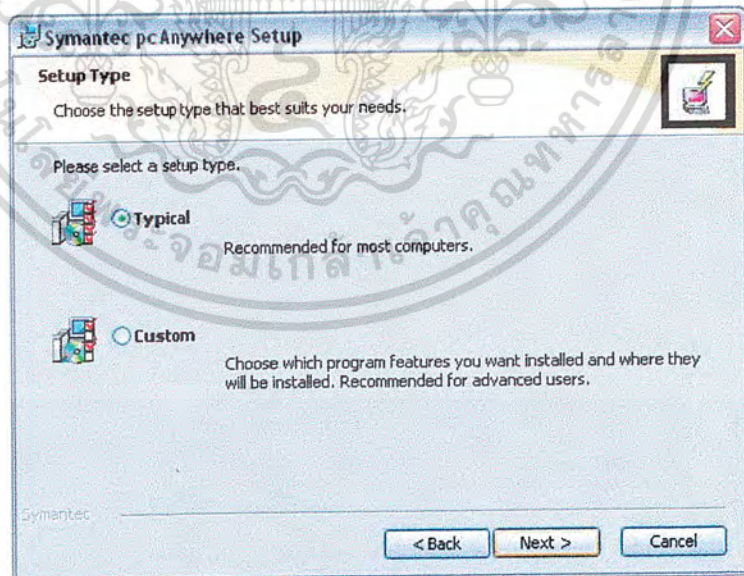 Symantec pcAnywhere Setup
Setup Type
Choose the setup type that best suits your needs.
Please select a setup type.
Typical
Recommended for most computers.
Custom
Choose which program features you want installed and where they
will be installed. Recommended for advanced users.
Symantec
< Back
Next >
Cancel